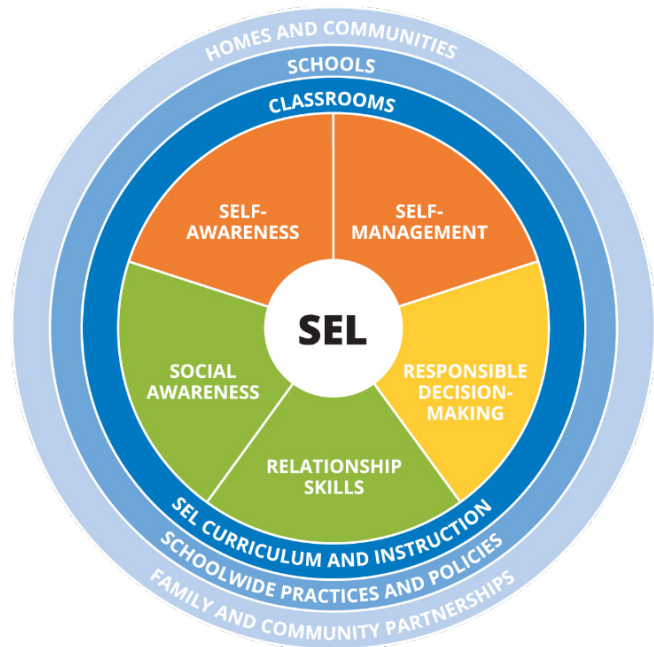 HOMES AND COMMUNITIES
SCHOOLS
CLASSROOMS
SELF-
AWARENESS
SELF-
MANAGEMENT
SEL
SOCIAL
AWARENESS
RESPONSIBLE
DECISION-
MAKING
RELATIONSHIP
SKILLS
SEL CURRICULUM AND INSTRUCTION
SCHOOLWIDE PRACTICES AND POLICIES
FAMILY AND COMMUNITY PARTNERSHIPS